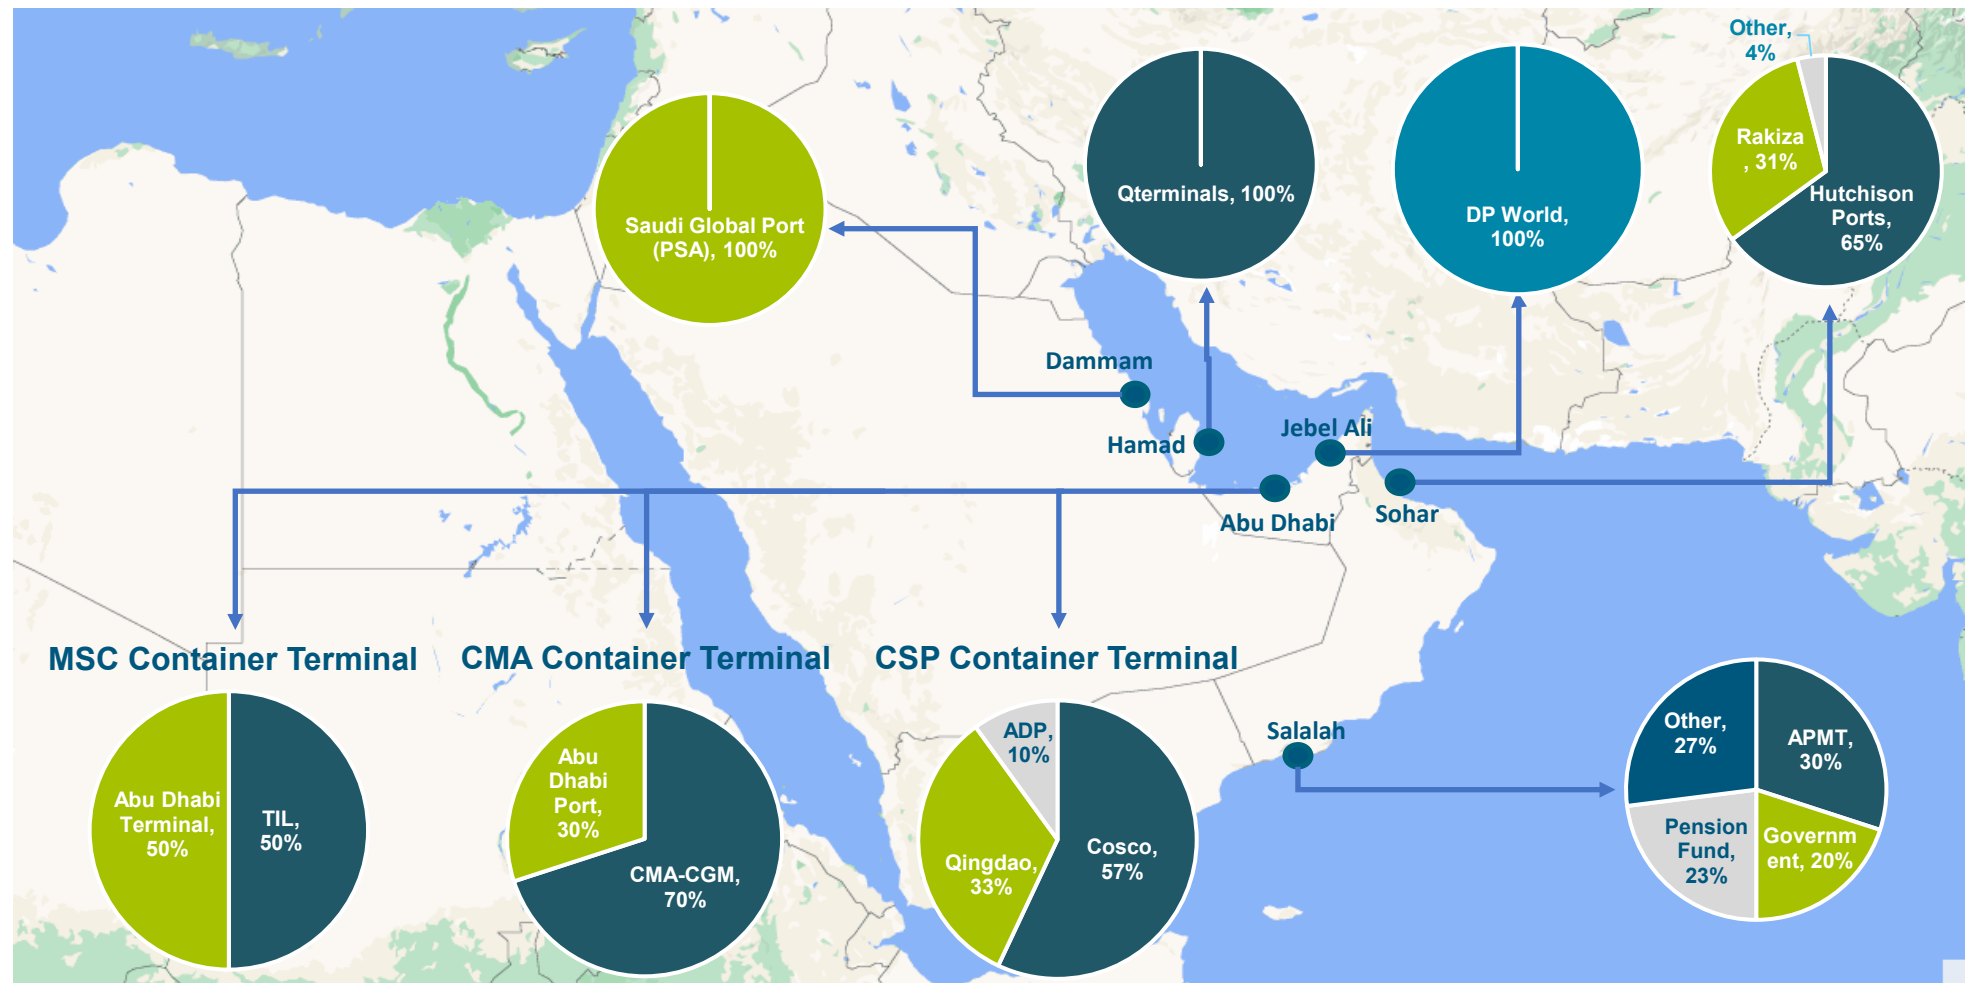 Other,
4%
Rakiza
, 31%
Hutchison
Ports,
65%
Qterminals, 100%
DP World,
100%
Saudi Global Port
(PSA), 100%
Dammam
Hamad
Jebel Ali
Abu Dhabi
Sohar
MSC Container Terminal
CMA Container Terminal
CSP Container Terminal
Abu Dhabi
Terminal,
50%
TIL,
50%
Abu
Dhabi
Port,
30%
CMA-CGM,
70%
ADP,
10%
Qingdao,
33%
Cosco,
57%
Salalah
Other,
27%
APMT,
30%
Pension
Fund,
23%
Governm
ent, 20%